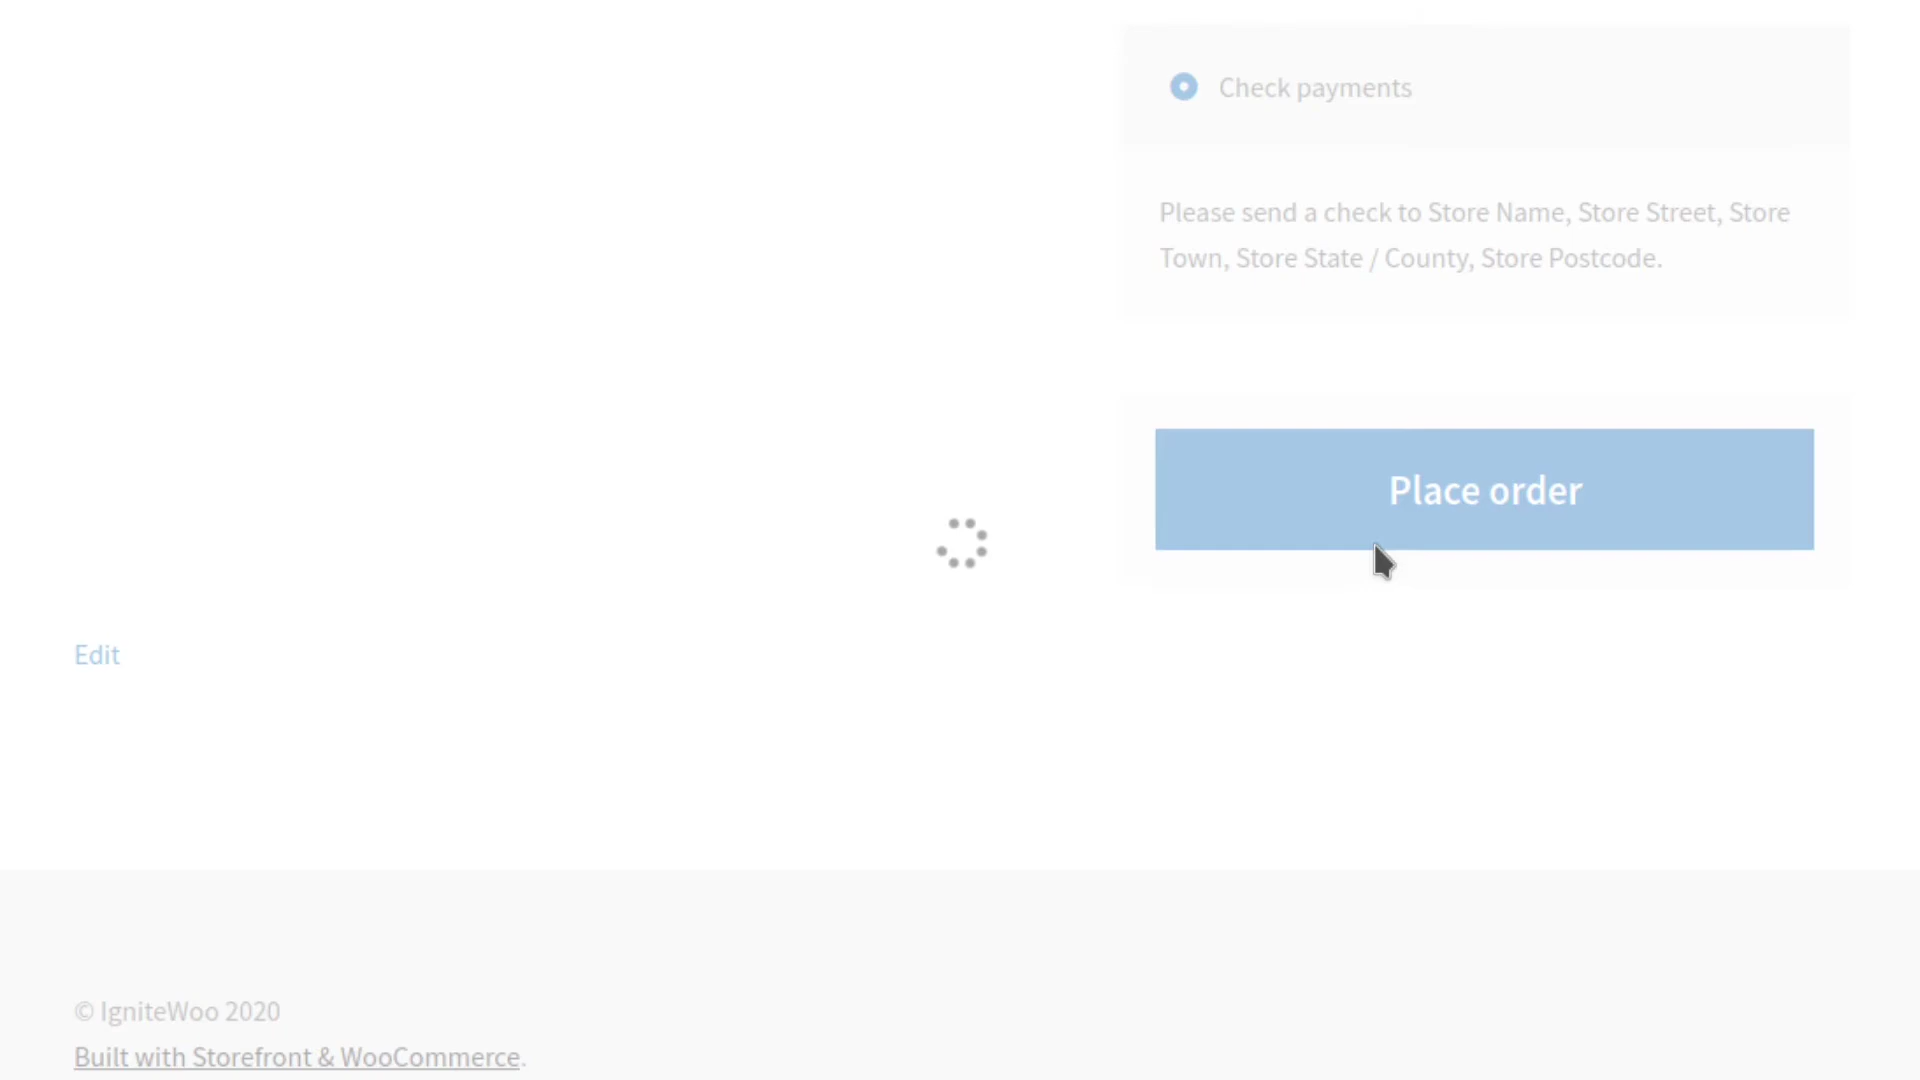 Check payments
Please send a check to Store Name, Store Street, Store
Town, Store State / County, Store Postcode.
Place order
Edit
© IgniteWoo 2020
Built with Storefront & WooCommerce.